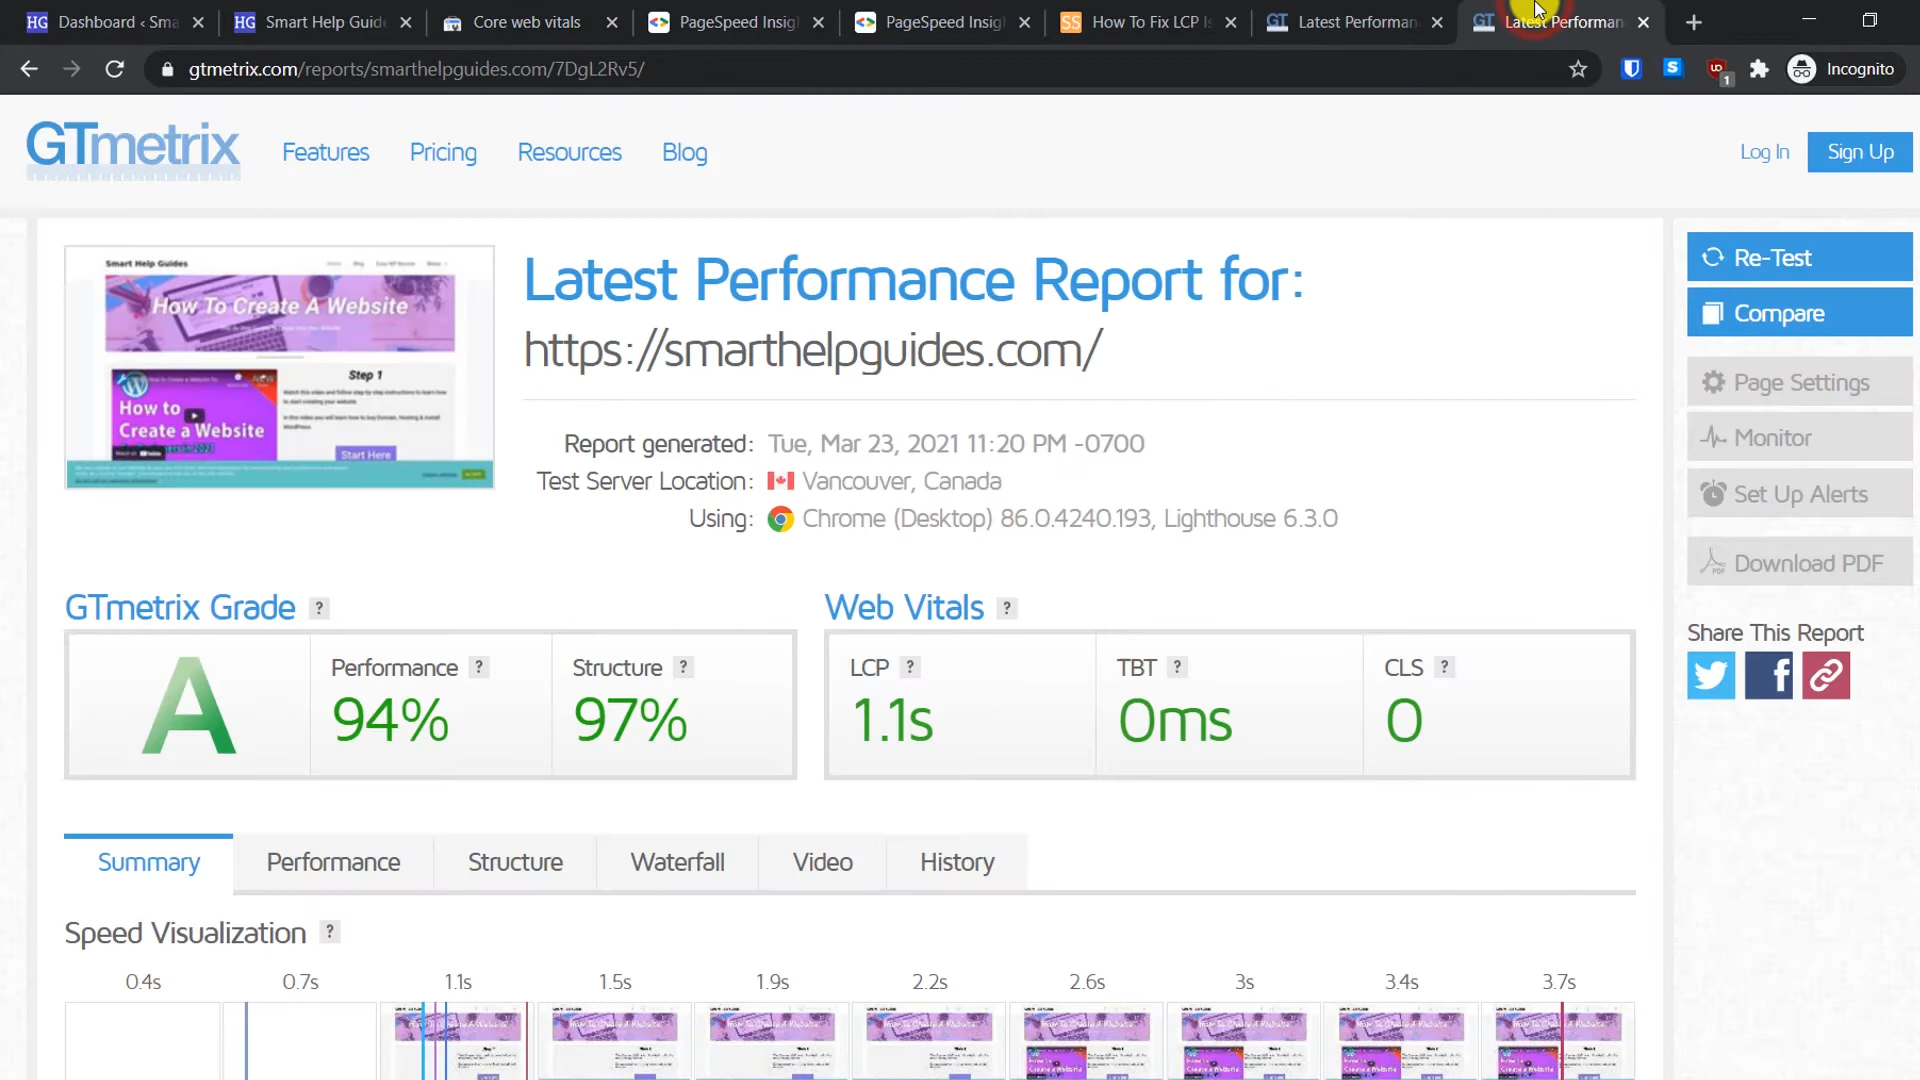 Dashboard ‹ Sma
Smart Help Guide
Core web vitals
PageSpeed Insig
PageSpeed Insig
How To Fix LCP Is
Latest Performan
Latest Performan
gtmetrix.com/reports/smarthelpguides.com/7DgL2Rv5/
S
1
Incognito
GTmetrix
Features
Pricing
Resources
Blog
Log In
Sign Up
Smart Help Guides
How To Create A Website
Step 1
How to
Create a Website
Start Here
Latest Performance Report for:
https://smarthelpguides.com/
Report generated: Tue, Mar 23, 2021 11:20 PM -0700
Test Server Location: Vancouver, Canada
Using: Chrome (Desktop) 86.0.4240.193, Lighthouse 6.3.0
Re-Test
Compare
Page Settings
Monitor
Set Up Alerts
Download PDF
Share This Report
GTmetrix Grade ?
A
Performance ?
94%
Structure ?
97%
Web Vitals ?
LCP ?
1.1s
TBT ?
0ms
CLS ?
0
Summary
Performance
Structure
Waterfall
Video
History
Speed Visualization ?
0.4s
0.7s
1.1s
1.5s
1.9s
2.2s
2.6s
3s
3.4s
3.7s